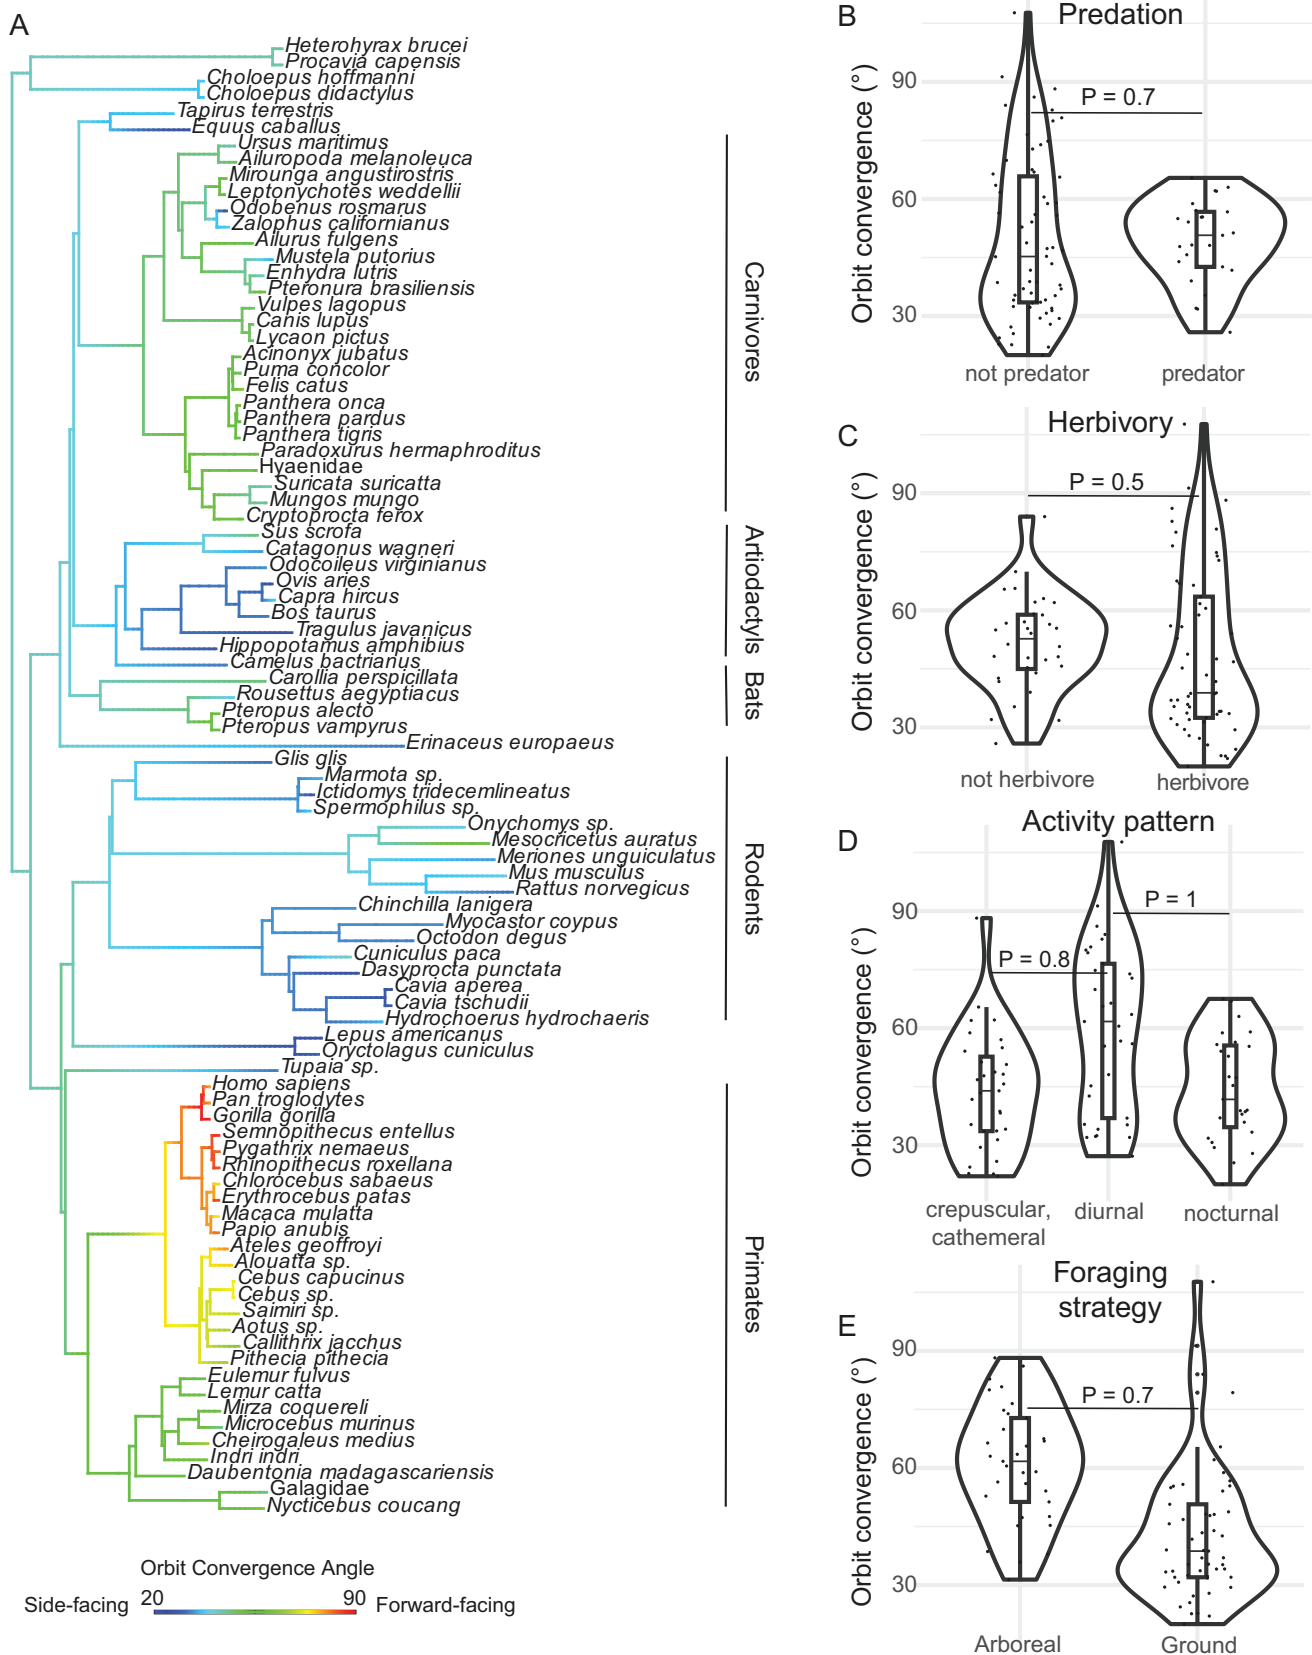 A
Heterohyrax brucei
Procavia capensis
Choloepus hoffmanni
Choloepus didactylus
Tapirus terrestris
Equus caballus
Ursus maritimus
Ailuropoda melanoleuca
Mirounga angustirostris
Leptonychotes weddellii
Odobenus rosmarus
Zalophus californianus
Ailurus fulgens
Mustela putorius
Enhydra lutris
Pteronura brasiliensis
Vulpes lagopus
Canis lupus
Lycaon pictus
Acinonyx jubatus
Puma concolor
Felis catus
Panthera onca
Panthera pardus
Panthera tigris
Paradoxurus hermaphroditus
Hyaenidae
Suricata suricatta
Mungos mungo
Cryptoprocta ferox
Sus scrofa
Catagonus wagneri
Odocoileus virginianus
Ovis aries
Capra hircus
Bos taurus
Tragulus javanicus
Hippopotamus amphibius
Camelus bactrianus
Carollia perspicillata
Rousettus aegyptiacus
Pteropus alecto
Pteropus vampyrus
Erinaceus europaeus
Glis glis
Marmota sp.
Ictidomys tridecemlineatus
Spermophilus sp.
Onychomys sp.
Mesocricetus auratus
Meriones unguiculatus
Mus musculus
Rattus norvegicus
Chinchilla lanigera
Myocastor coypus
Octodon degus
Cuniculus paca
Dasyprocta punctata
Cavia aperea
Cavia tschudii
Hydrochoerus hydrochaeris
Lepus americanus
Oryctolagus cuniculus
Tupaia sp.
Homo sapiens
Pan troglodytes
Gorilla gorilla
Semnopithecus entellus
Pygathrix nemaeus
Rhinopithecus roxellana
Chlorocebus sabaeus
Erythrocebus patas
Macaca mulatta
Papio anubis
Ateles geoffroyi
Alouatta sp.
Cebus capucinus
Cebus sp.
Saimiri sp.
Aotus sp.
Callithrix jacchus
Pithecia pithecia
Eulemur fulvus
Lemur catta
Mirza coquereli
Microcebus murinus
Cheirogaleus medius
Indri indri
Daubentonia madagascariensis
Galagidae
Nycticebus coucang
Carnivores
Artiodactyls
Bats
Rodents
Primates
Orbit Convergence Angle
Side-facing 20 90 Forward-facing
B
Predation
Orbit convergence (°)
90
60
30
P = 0.7
not predator predator
C
Herbivory
Orbit convergence (°)
90
60
30
P = 0.5
not herbivore herbivore
D
Activity pattern
Orbit convergence (°)
90
60
30
P = 1
P = 0.8
crepuscular, diurnal nocturnal
cathemeral
E
Foraging
strategy
Orbit convergence (°)
90
60
30
P = 0.7
Arboreal Ground